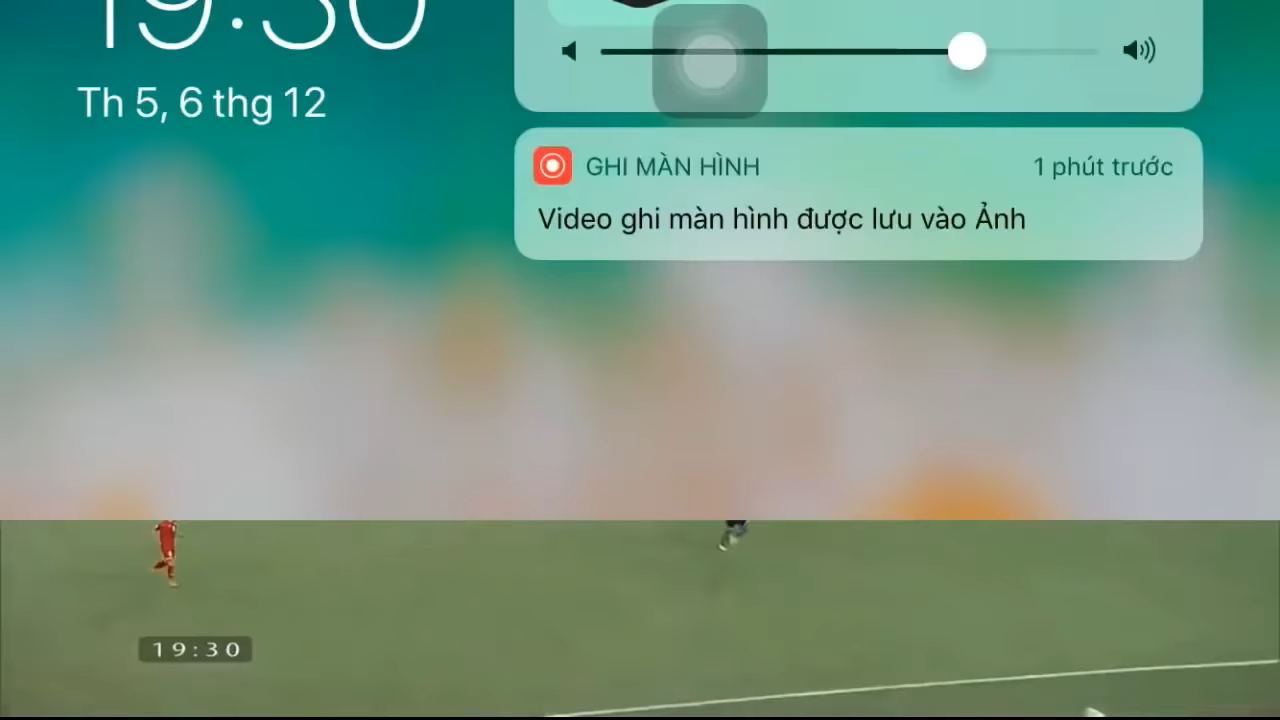 19:30
Th 5, 6 thg 12
GHI MÀN HÌNH
1 phút trước
Video ghi màn hình được lưu vào Ảnh
19:30